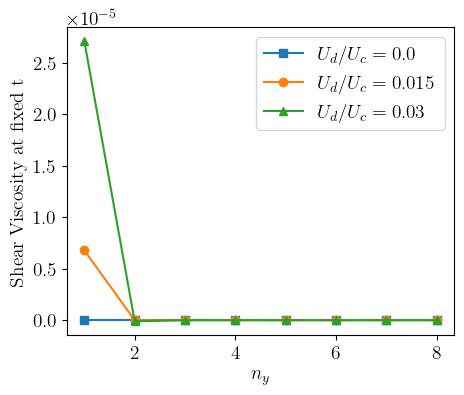 ×10⁻⁵
Shear Viscosity at fixed t
2.5
2.0
1.5
1.0
0.5
0.0
U_d/U_c = 0.0
U_d/U_c = 0.015
U_d/U_c = 0.03
2 4 6 8
n_y